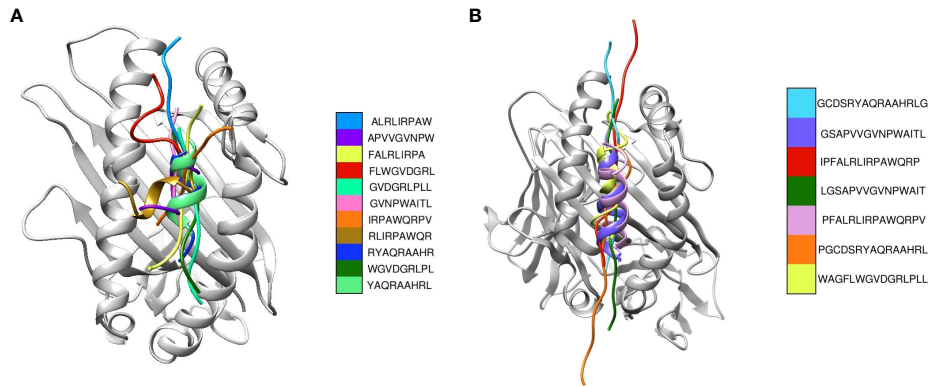 A
ALRLIRPAW
APVVGVNPW
FALRLIRPA
FLWGVDGRL
GVDGRLPLL
GVNPWAITL
IRPAWQRPV
RLIRPAWQR
RYAQRAAHR
WGVDGRLPL
YAQRAAHRL
B
GCDSRYAQRAAHRLG
GSAPVVGVNPWAITL
IPFALRLIRPAWQRP
LGSAPVVGVNPWAIT
PFALRLIRPAWQRPV
PGCDSRYAQRAAHRL
WAGFLWGVDGRLPLL